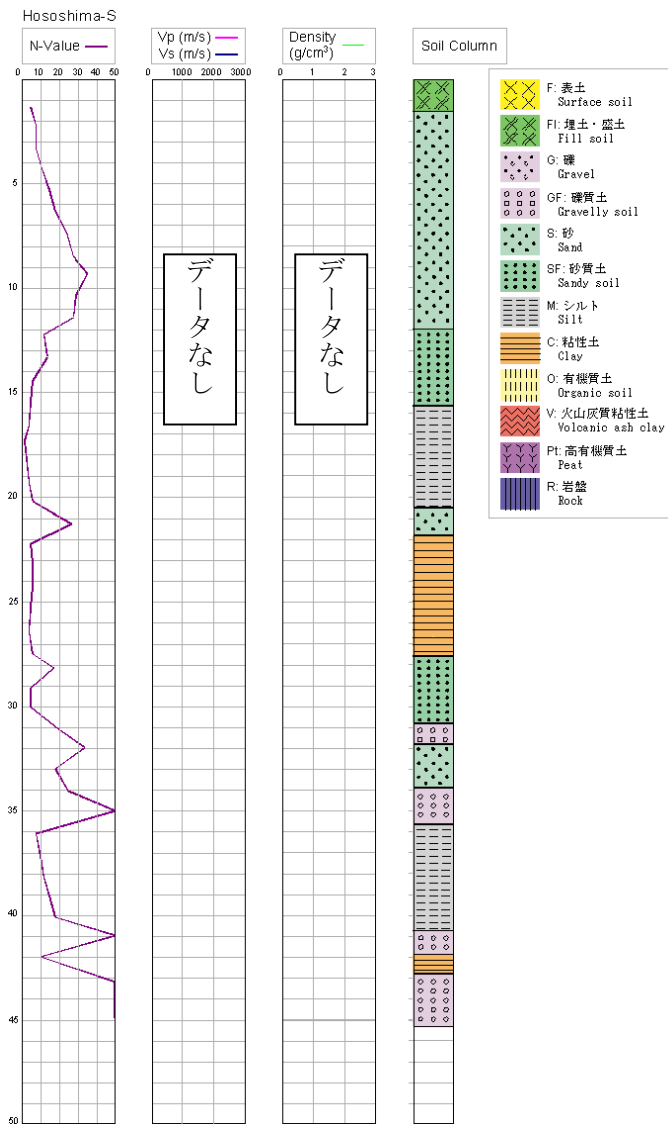 Hososhima-S
N-Value
Vp (m/s)
Vs (m/s)
Density
(g/cm³)
Soil Column
0 10 20 30 40 50
0 1000 2000 3000
0 1 2 3
5
10
15
20
25
30
35
40
45
50
データなし
データなし
F: 表土
Surface soil
FI: 埋土・盛土
Fill soil
G: 礫
Gravel
GF: 礫質土
Gravelly soil
S: 砂
Sand
SF: 砂質土
Sandy soil
M: シルト
Silt
C: 粘性土
Clay
O: 有機質土
Organic soil
V: 火山灰質粘性土
Volcanic ash clay
Pt: 高有機質土
Peat
R: 岩盤
Rock